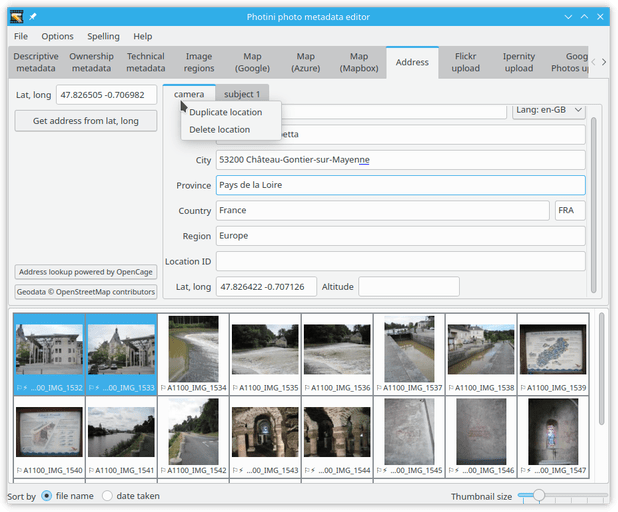 Photini photo metadata editor
File Options Spelling Help
Descriptive metadata
Ownership metadata
Technical metadata
Image regions
Map (Google)
Map (Azure)
Map (Mapbox)
Address
Flickr upload
Ipernity upload
Goog
Photos up
Lat, long 47.826505 -0.706982
Get address from lat, long
camera subject 1
Duplicate location
Delete location
Lang: en-GB
etta
City 53200 Château-Gontier-sur-Mayenne
Province Pays de la Loire
Country France FRA
Region Europe
Location ID
Lat, long 47.826422 -0.707126 Altitude
Address lookup powered by OpenCage
Geodata © OpenStreetMap contributors
...00_IMG_1532 ...00_IMG_1533 A1100_IMG_1534 A1100_IMG_1535 A1100_IMG_1536 A1100_IMG_1537 A1100_IMG_1538 A1100_IMG_1539
A1100_IMG_1540 A1100_IMG_1541 A1100_IMG_1542 ...00_IMG_1543 ...00_IMG_1544 ...00_IMG_1545 ...00_IMG_1546 ...00_IMG_1547
Sort by file name date taken Thumbnail size